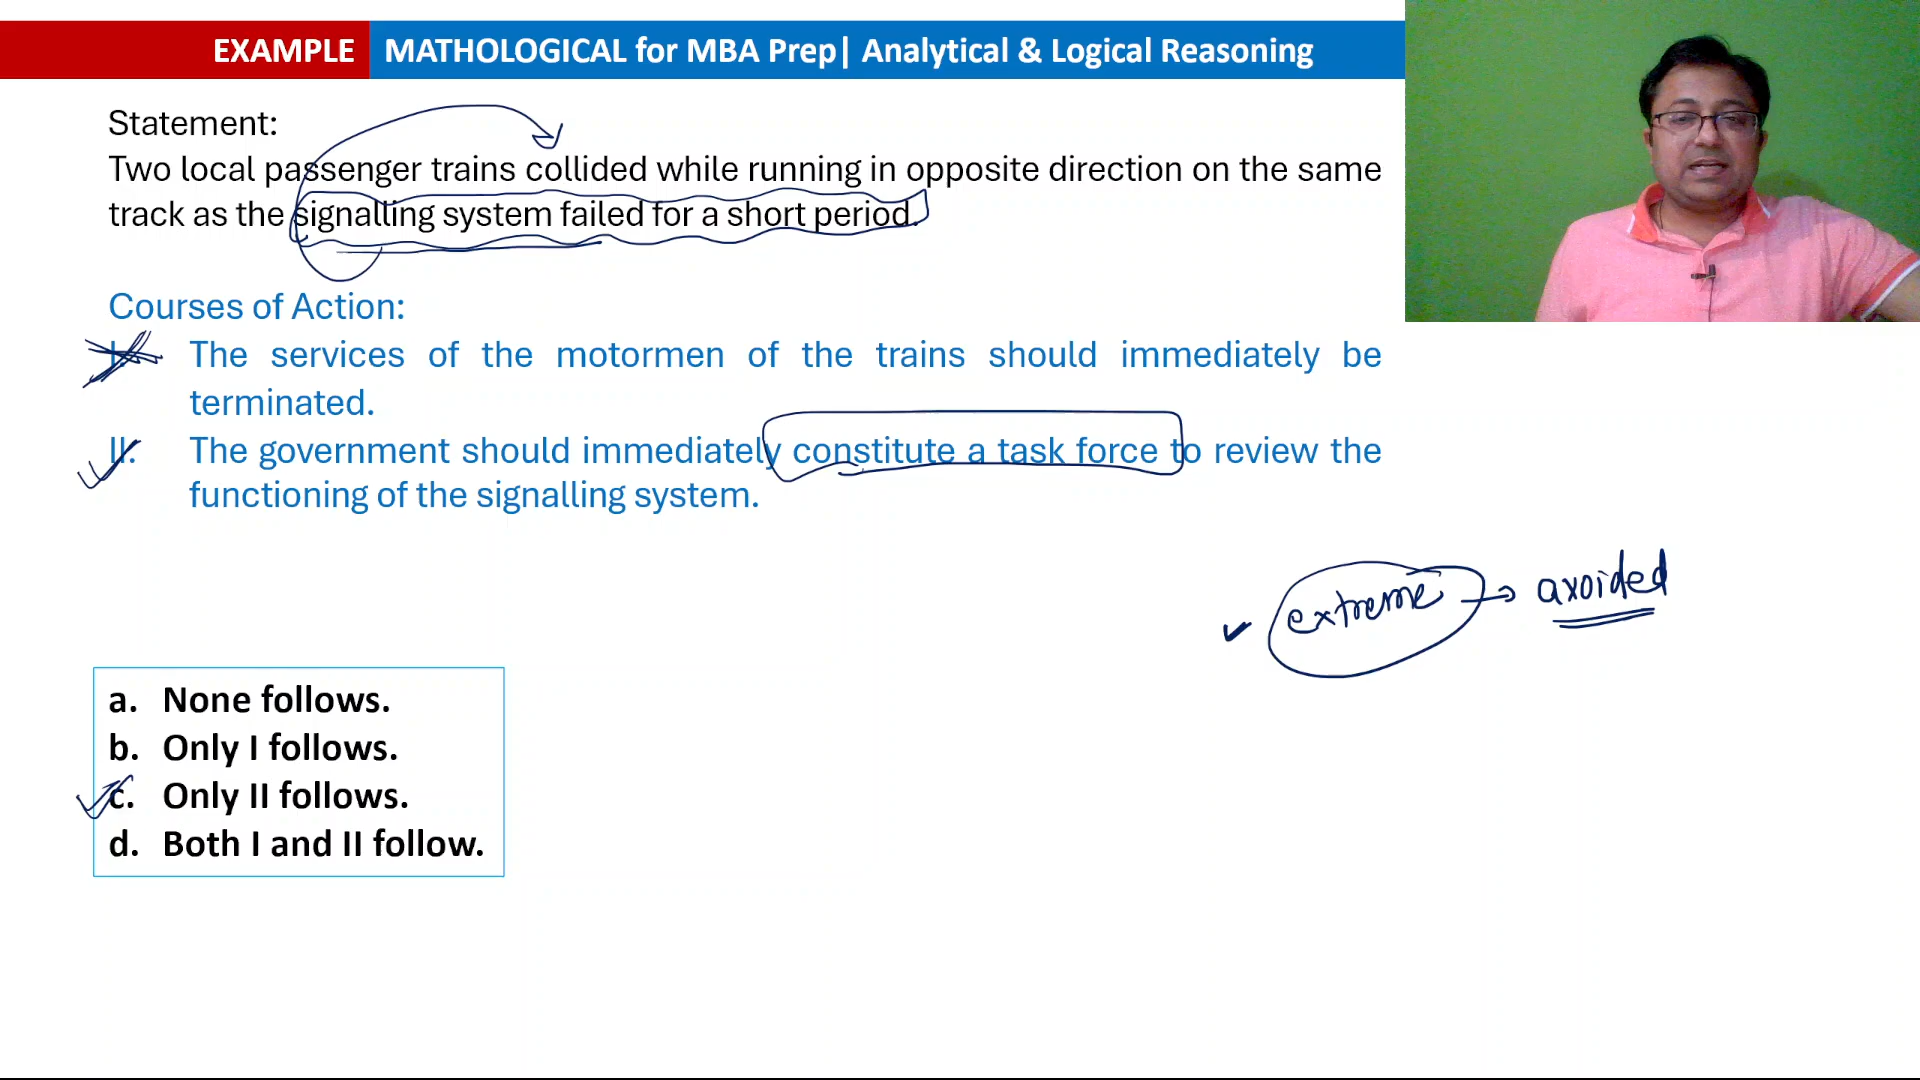 EXAMPLE MATHOLOGICAL for MBA Prep| Analytical & Logical Reasoning
Statement:
Two local passenger trains collided while running in opposite direction on the same
track as the signalling system failed for a short period.
Courses of Action:
I. The services of the motormen of the trains should immediately be
terminated.
II. The government should immediately constitute a task force to review the
functioning of the signalling system.
extreme → avoided
a. None follows.
b. Only I follows.
c. Only II follows.
d. Both I and II follow.